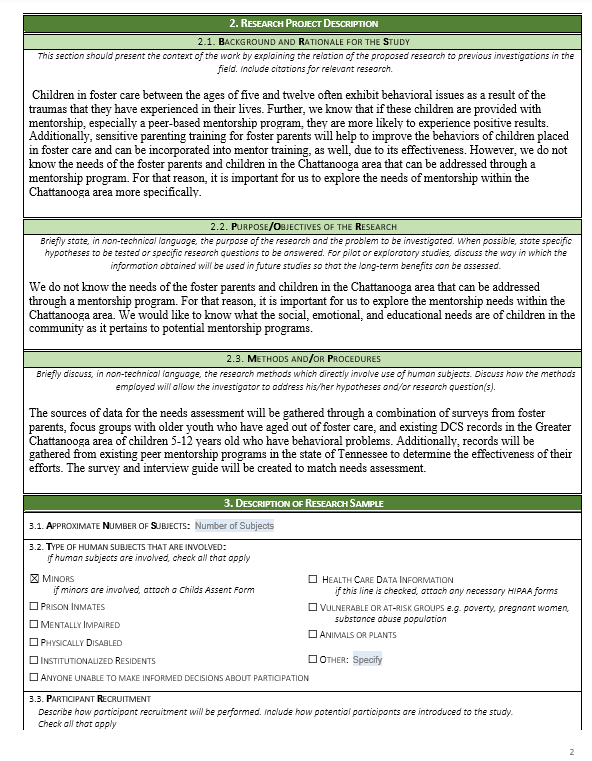 2. RESEARCH PROJECT DESCRIPTION
2.1. BACKGROUND AND RATIONALE FOR THE STUDY
This section should present the context of the work by explaining the relation of the proposed research to previous investigations in the
field. Include citations for relevant research.
Children in foster care between the ages of five and twelve often exhibit behavioral issues as a result of the
traumas that they have experienced in their lives. Further, we know that if these children are provided with
mentorship, especially a peer-based mentorship program, they are more likely to experience positive results.
Additionally, sensitive parenting training for foster parents will help to improve the behaviors of children placed
in foster care and can be incorporated into mentor training, as well, due to its effectiveness. However, we do not
know the needs of the foster parents and children in the Chattanooga area that can be addressed through a
mentorship program. For that reason, it is important for us to explore the needs of mentorship within the
Chattanooga area more specifically.
2.2. PURPOSE/OBJECTIVES OF THE RESEARCH
Briefly state, in non-technical language, the purpose of the research and the problem to be investigated. When possible, state specific
hypotheses to be tested or specific research questions to be answered. For pilot or exploratory studies, discuss the way in which the
information obtained will be used in future studies so that the long-term benefits can be assessed.
We do not know the needs of the foster parents and children in the Chattanooga area that can be addressed
through a mentorship program. For that reason, it is important for us to explore the mentorship needs within the
Chattanooga area. We would like to know what the social, emotional, and educational needs are of children in the
community as it pertains to potential mentorship programs.
2.3. METHODS AND/OR PROCEDURES
Briefly discuss, in non-technical language, the research methods which directly involve use of human subjects. Discuss how the methods
employed will allow the investigator to address his/her hypotheses and/or research question(s).
The sources of data for the needs assessment will be gathered through a combination of surveys from foster
parents, focus groups with older youth who have aged out of foster care, and existing DCS records in the Greater
Chattanooga area of children 5-12 years old who have behavioral problems. Additionally, records will be
gathered from existing peer mentorship programs in the state of Tennessee to determine the effectiveness of their
efforts. The survey and interview guide will be created to match needs assessment.
3. DESCRIPTION OF RESEARCH SAMPLE
3.1. APPROXIMATE NUMBER OF SUBJECTS: Number of Subjects
3.2. TYPE OF HUMAN SUBJECTS THAT ARE INVOLVED:
if human subjects are involved, check all that apply
☒ MINORS
if minors are involved, attach a Childs Assent Form
☐ PRISON INMATES
☐ MENTALLY IMPAIRED
☐ PHYSICALLY DISABLED
☐ INSTITUTIONALIZED RESIDENTS
☐ ANYONE UNABLE TO MAKE INFORMED DECISIONS ABOUT PARTICIPATION
☐ HEALTH CARE DATA INFORMATION
if this line is checked, attach any necessary HIPAA forms
☐ VULNERABLE OR AT-RISK GROUPS e.g. poverty, pregnant women,
substance abuse population
☐ ANIMALS OR PLANTS
☐ OTHER: Specify
3.3. PARTICIPANT RECRUITMENT
Describe how participant recruitment will be performed. Include how potential participants are introduced to the study.
Check all that apply
2